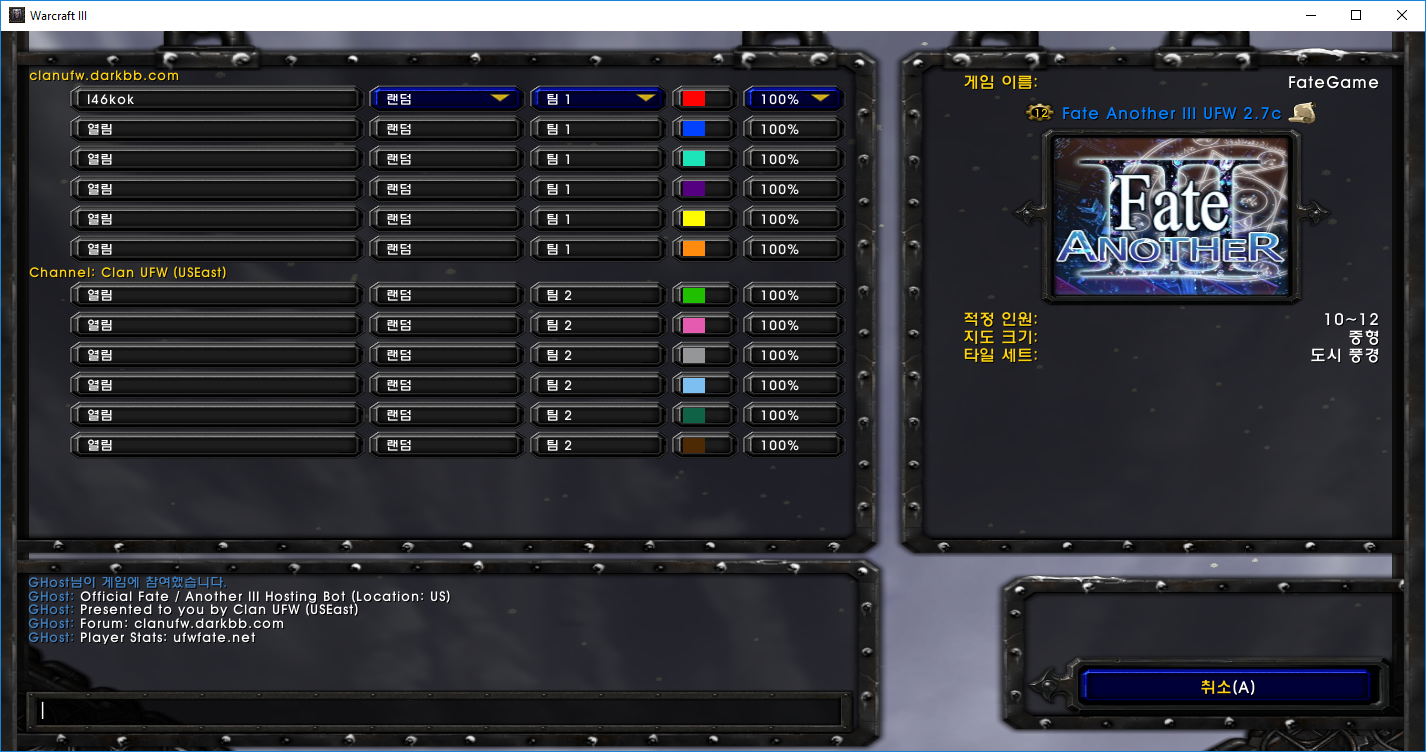 Warcraft III
clanufw.darkbb.com
l46kok 랜덤 팀 1 100%
열림 랜덤 팀 1 100%
열림 랜덤 팀 1 100%
열림 랜덤 팀 1 100%
열림 랜덤 팀 1 100%
열림 랜덤 팀 1 100%
Channel: Clan UFW (USEast)
열림 랜덤 팀 2 100%
열림 랜덤 팀 2 100%
열림 랜덤 팀 2 100%
열림 랜덤 팀 2 100%
열림 랜덤 팀 2 100%
열림 랜덤 팀 2 100%
게임 이름: FateGame
12 Fate Another III UFW 2.7c
III
Fate
ANOTHER
적정 인원: 10~12
지도 크기: 중형
타일 세트: 도시 풍경
GHost님이 게임에 참여했습니다.
GHost: Official Fate / Another III Hosting Bot (Location: US)
GHost: Presented to you by Clan UFW (USEast)
GHost: Forum: clanufw.darkbb.com
GHost: Player Stats: ufwfate.net
취소(A)